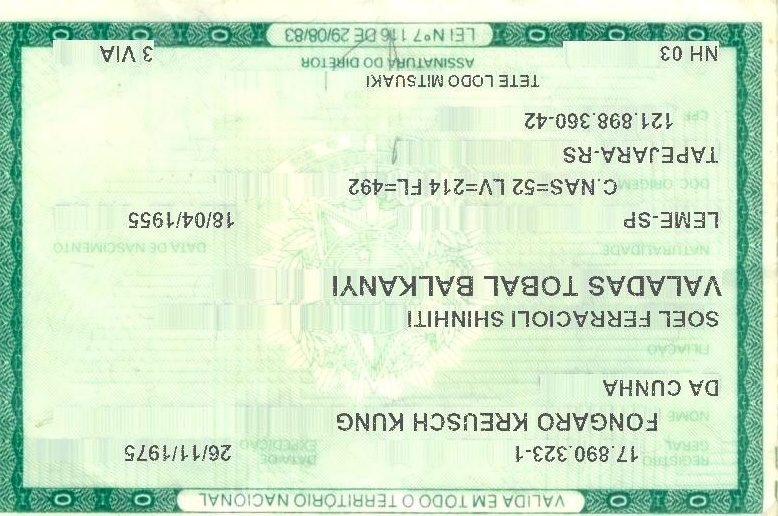 VALIDA EM TODO O TERRITÓRIO NACIONAL
REGISTRO GERAL 17.890.323-1 DATA DE EXPEDIÇÃO 26/11/1975
NOME FONGARO KREUSCH KUNG
DA CUNHA
FILIAÇÃO
SOEL FERRACIOLI SHINHITI
VALADAS TOBAL BALKANYI
NATURALIDADE DATA DE NASCIMENTO
LEME-SP 18/04/1955
DOC. ORIGEM C.NAS=52 LV=214 FL=492
TAPEJARA-RS
CPF 121.898.360-42
TETE LODO MITSUAKI
NH 03 ASSINATURA DO DIRETOR 3 VIA
LEI Nº 7.116 DE 29/08/83